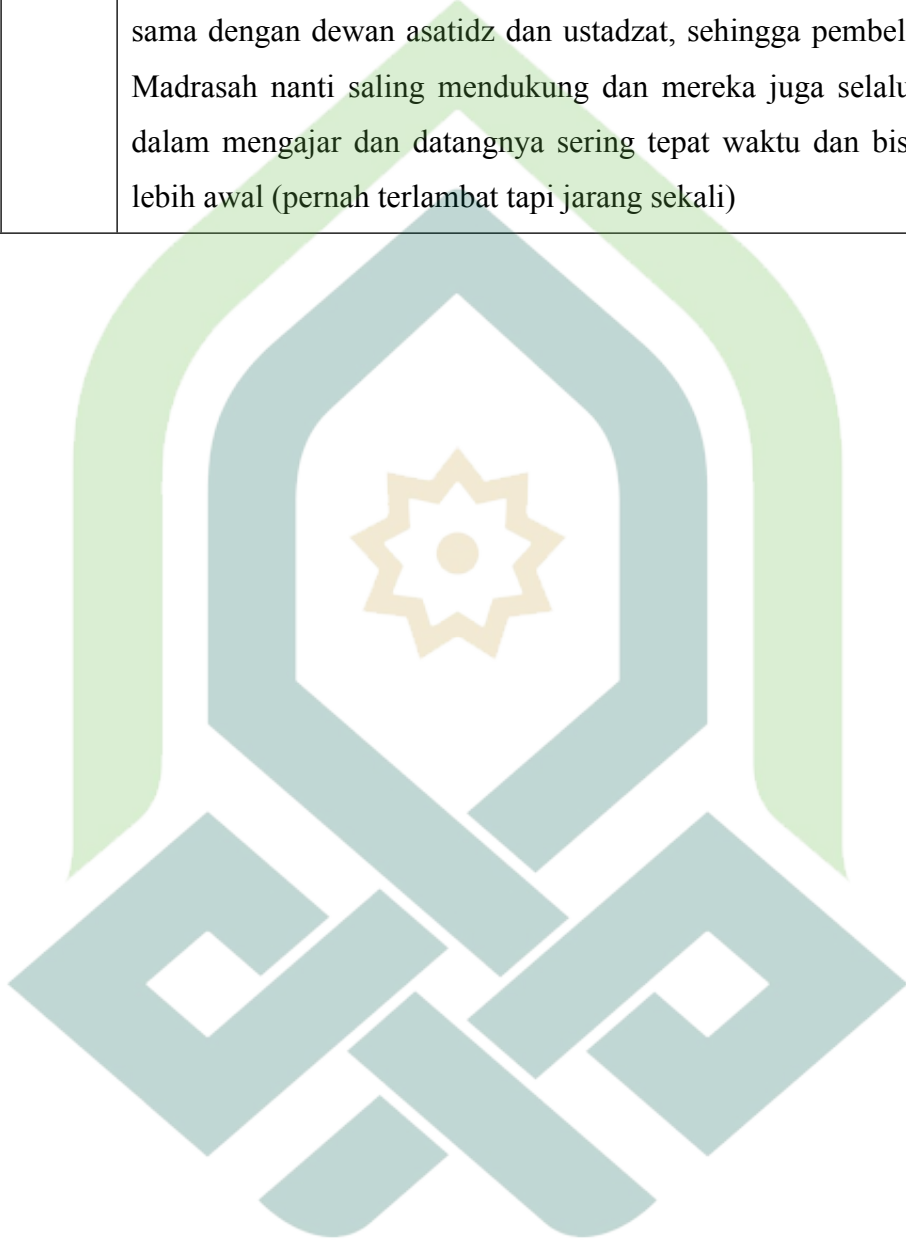 sama dengan dewan asatidz dan ustadzat, sehingga pembel
Madrasah nanti saling mendukung dan mereka juga selalu
dalam mengajar dan datangnya sering tepat waktu dan bis
lebih awal (pernah terlambat tapi jarang sekali)